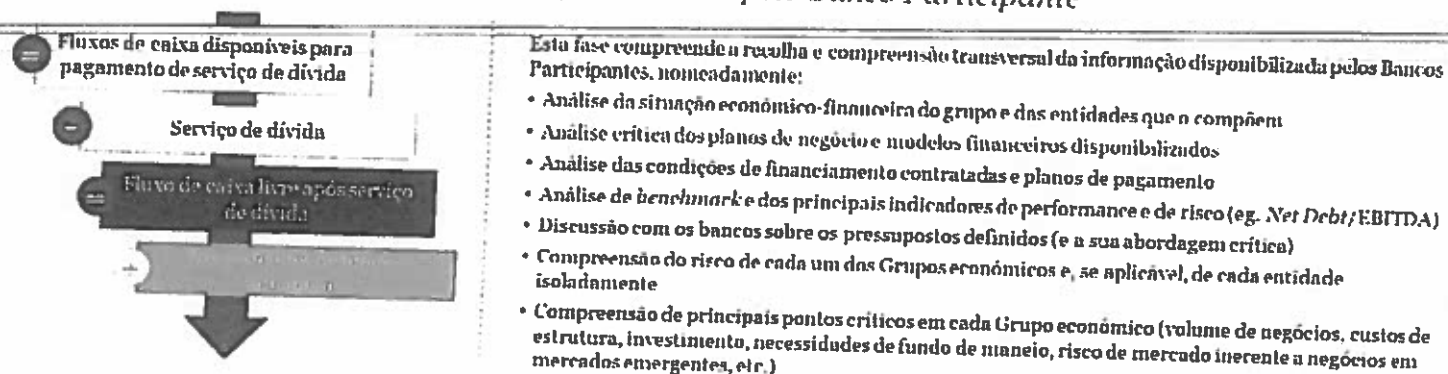 Participante
Fluxos de caixa disponíveis para
pagamento de serviço de dívida
Serviço de dívida
Fluxo de caixa livre após serviço
de dívida
Esta fase compreende a recolha e compreensão transversal da informação disponibilizada pelos Bancos
Participantes, nomeadamente:
• Análise da situação económico-financeira do grupo e das entidades que o compõem
• Análise crítica dos planos de negócio e modelos financeiros disponibilizados
• Análise das condições de financiamento contratadas e planos de pagamento
• Análise de benchmark e dos principais indicadores de performance e de risco (eg. Net Debt/EBITDA)
• Discussão com os bancos sobre os pressupostos definidos (e a sua abordagem crítica)
• Compreensão do risco de cada um dos Grupos económicos e, se aplicável, de cada entidade
isoladamente
• Compreensão de principais pontos críticos em cada Grupo económico (volume de negócios, custos de
estrutura, investimento, necessidades de fundo de maneio, risco de mercado inerente a negócios em
mercados emergentes, etc.)